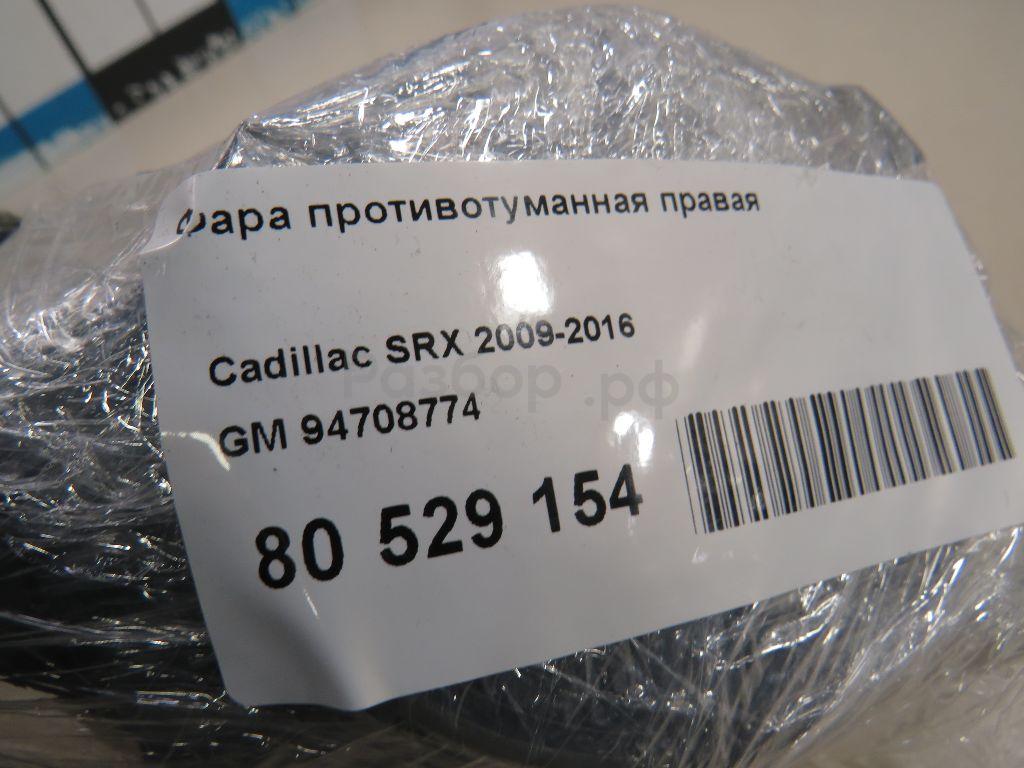 Фара противотуманная правая
Cadillac SRX 2009-2016
Разбор.рф
GM 94708774
80 529 154